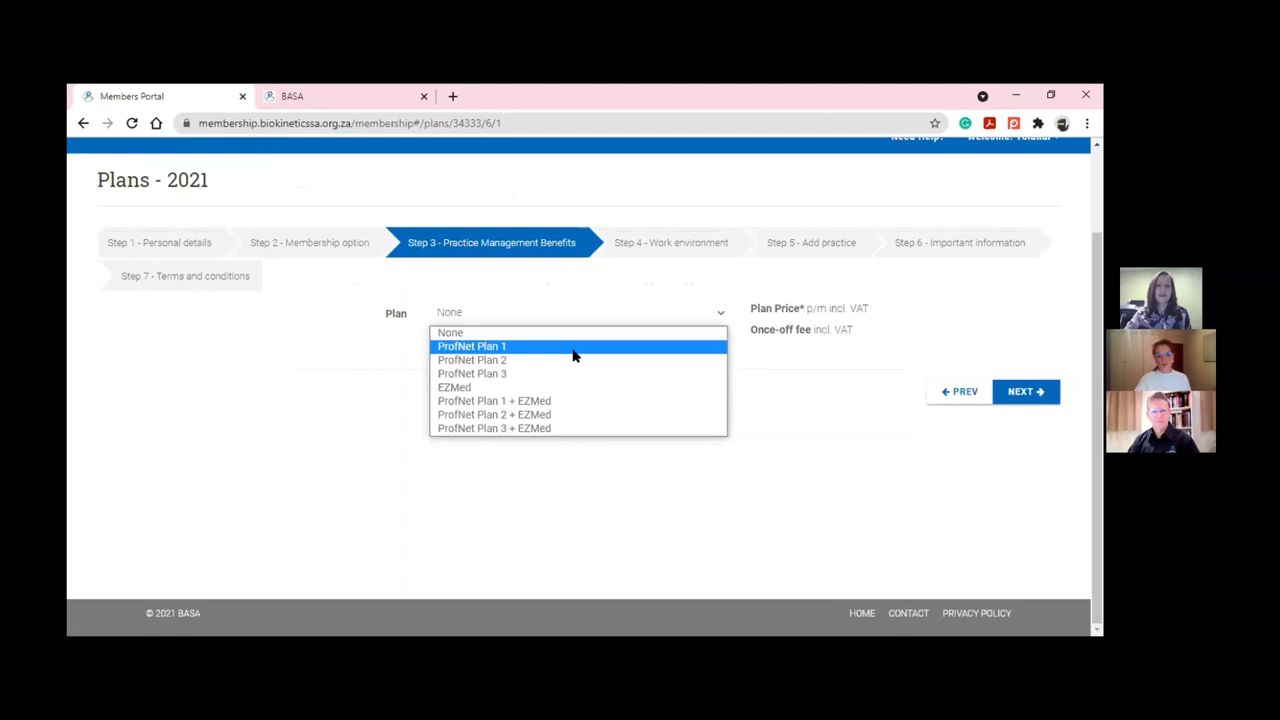 Members Portal
BASA
membership.biokineticssa.org.za/membership#/plans/34333/6/1
Need Help?
Plans - 2021
Step 1 - Personal details
Step 2 - Membership option
Step 3 - Practice Management Benefits
Step 4 - Work environment
Step 5 - Add practice
Step 6 - Important information
Step 7 - Terms and conditions
Plan
None
Plan Price* p/m incl. VAT
Once-off fee incl. VAT
None
ProfNet Plan 1
ProfNet Plan 2
ProfNet Plan 3
EZMed
ProfNet Plan 1 + EZMed
ProfNet Plan 2 + EZMed
ProfNet Plan 3 + EZMed
PREV
NEXT
© 2021 BASA
HOME
CONTACT
PRIVACY POLICY